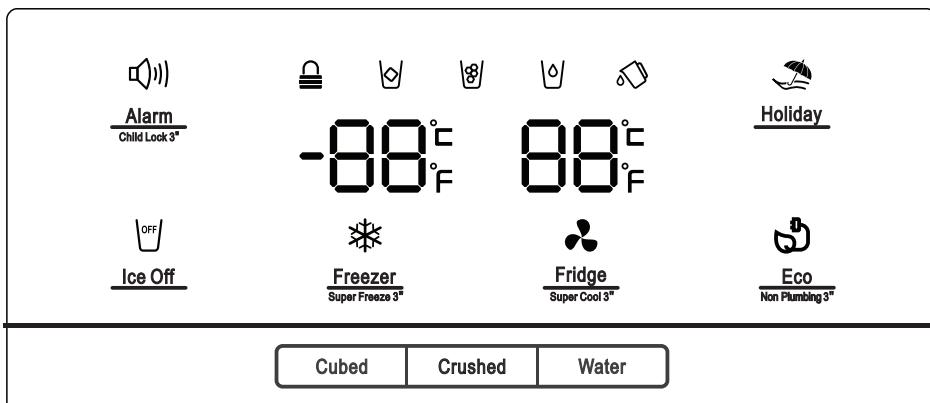 Alarm
Child Lock 3"
-88°C
°F
88°C
°F
Holiday
OFF
Ice Off
Freezer
Super Freeze 3"
Fridge
Super Cool 3"
Eco
Non Plumbing 3"
Cubed
Crushed
Water